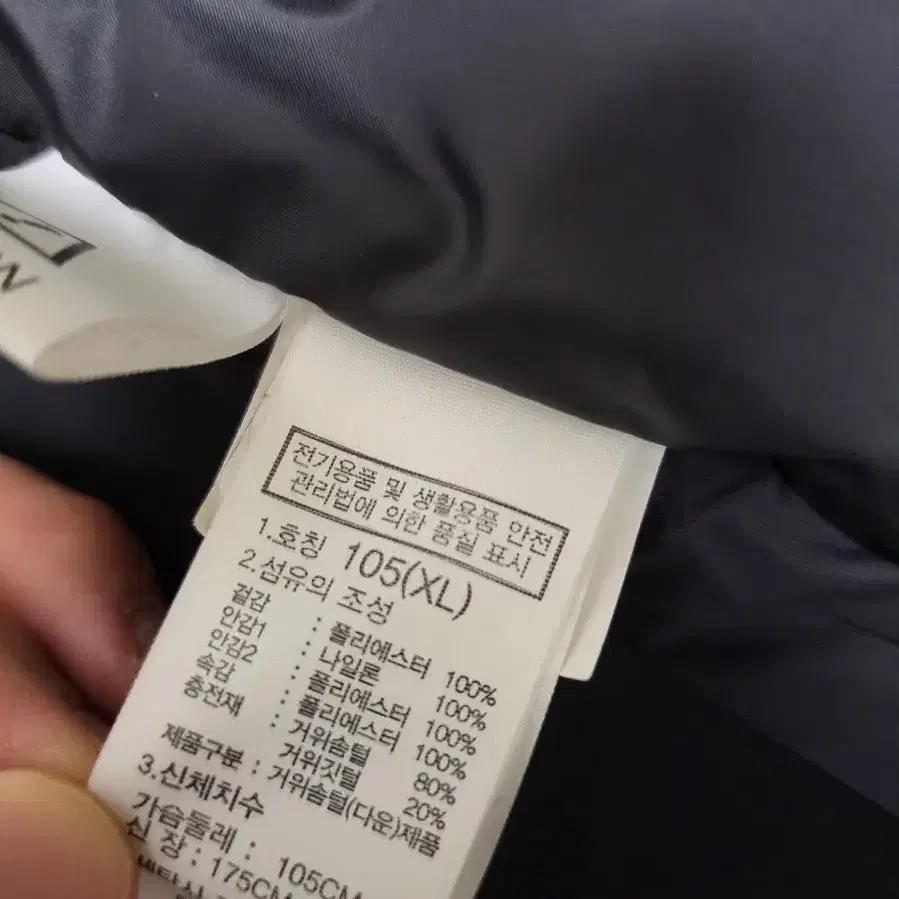 전기용품 및 생활용품 안전
관리법에 의한 품질 표시
1.호칭 105(XL)
2.섬유의 조성
겉감 : 폴리에스터 100%
안감1 : 나일론 100%
안감2 : 폴리에스터 100%
속감 : 폴리에스터 100%
충전재 : 거위솜털 80%
거위깃털 20%
제품구분 : 거위솜털(다운)제품
3.신체치수
가슴둘레 : 105CM
신 장 : 175CM